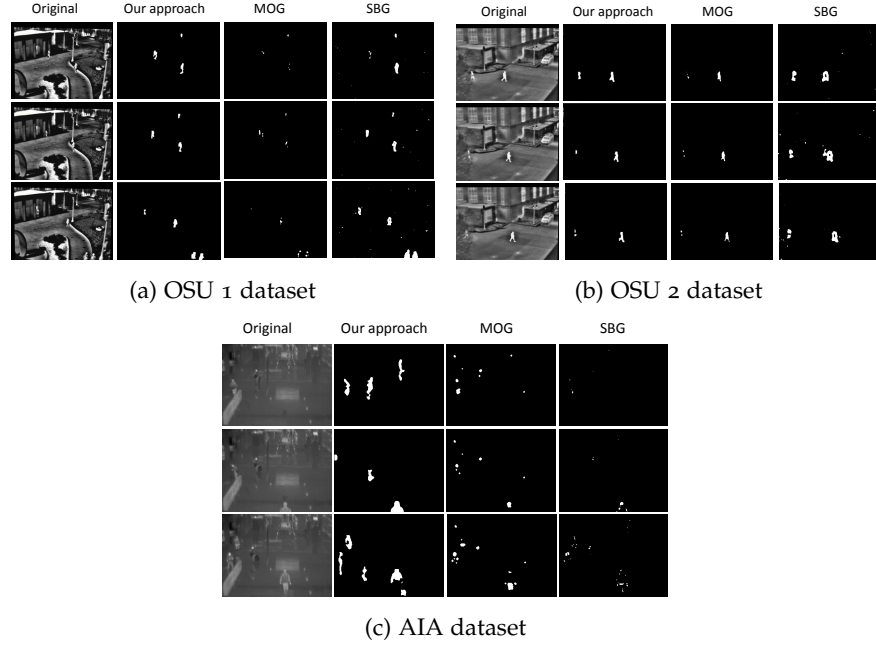 Original Our approach MOG SBG
Original Our approach MOG SBG
(a) OSU 1 dataset
(b) OSU 2 dataset
Original Our approach MOG SBG
(c) AIA dataset